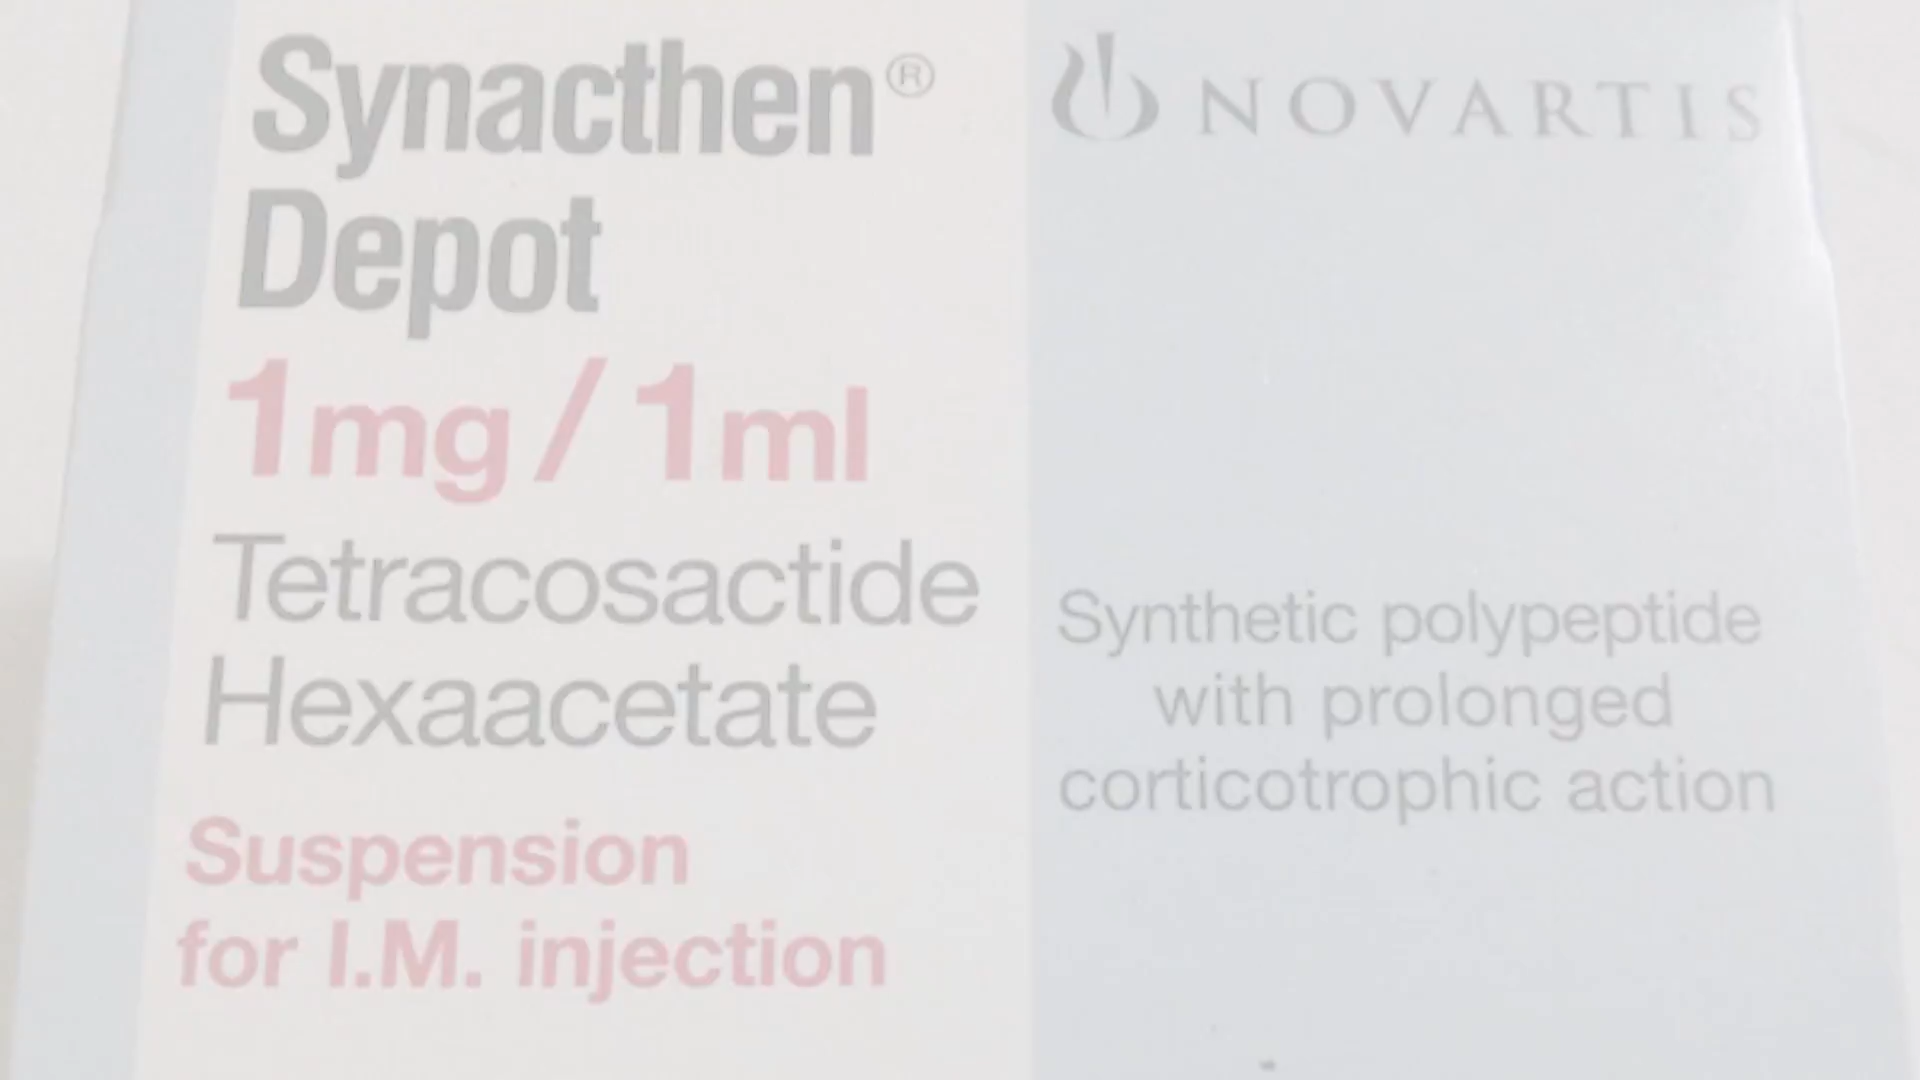 Synacthen®
Depot
1mg/1ml
Tetracosactide
Hexaacetate
Suspension
for I.M. injection
NOVARTIS
Synthetic polypeptide
with prolonged
corticotrophic action